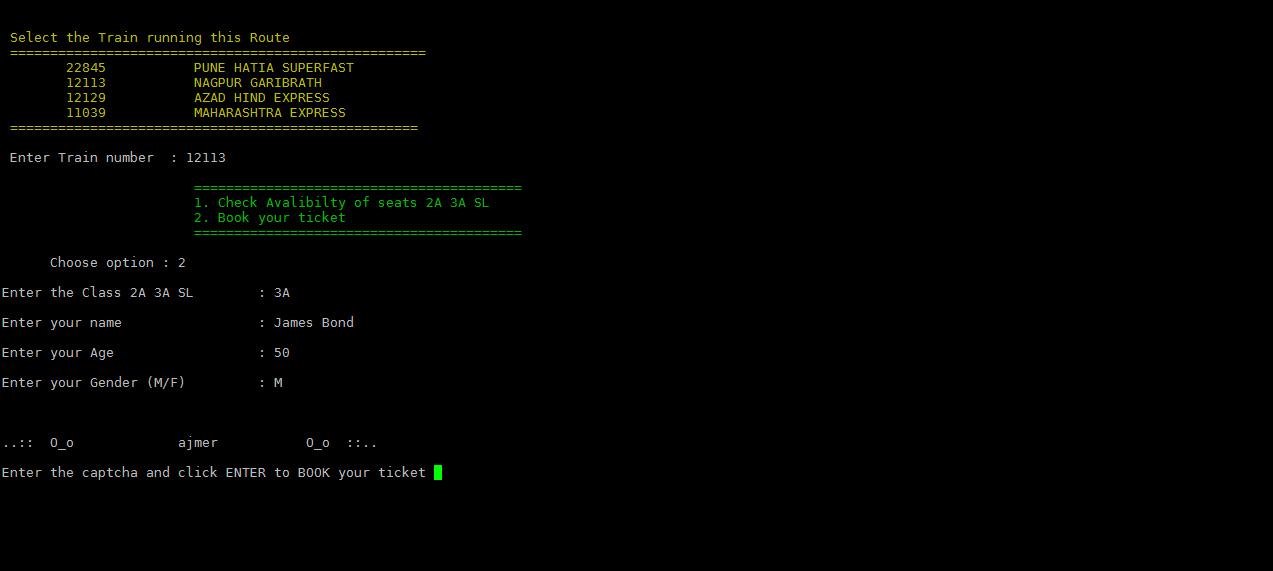 Select the Train running this Route
====================================================
22845 PUNE HATIA SUPERFAST
12113 NAGPUR GARIBRATH
12129 AZAD HIND EXPRESS
11039 MAHARASHTRA EXPRESS
===================================================
Enter Train number : 12113
=========================================
1. Check Avalibilty of seats 2A 3A SL
2. Book your ticket
=========================================
Choose option : 2
Enter the Class 2A 3A SL : 3A
Enter your name : James Bond
Enter your Age : 50
Enter your Gender (M/F) : M
..:: O_o ajmer O_o ::..
Enter the captcha and click ENTER to BOOK your ticket